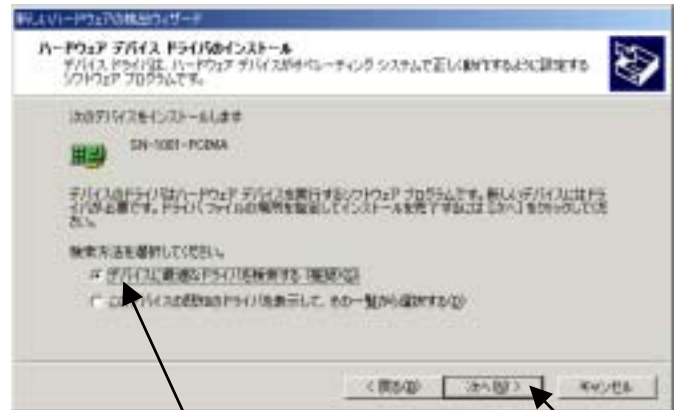 新しいハードウェアの検出ウィザード
ハードウェア デバイス ドライバのインストール
デバイス ドライバは、ハードウェア デバイスがオペレーティング システムで正しく動作するように設定する
ソフトウェア プログラムです。
次のデバイスをインストールします
SN-1001-PCIMA
デバイスのドライバはハードウェア デバイスを実行するソフトウェア プログラムです。新しいデバイスにはドラ
イバが必要です。ドライバ ファイルの場所を指定してインストールを完了するには [次へ] をクリックしてくだ
さい。
検索方法を選択してください。
デバイスに最適なドライバを検索する (推奨)(S)
このデバイスの既知のドライバを表示して、その一覧から選択する(D)
< 戻る(B)
次へ(N) >
キャンセル